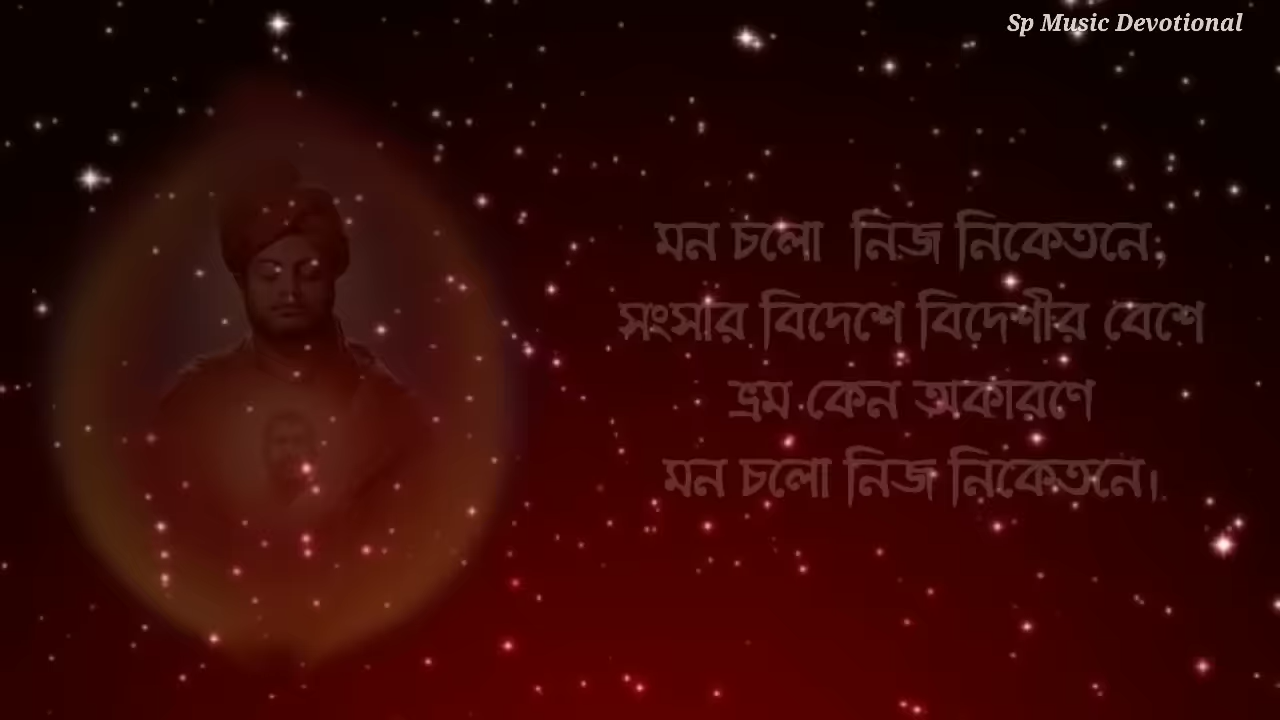 Sp Music Devotional
মন চলো নিজ নিকেতনে,
সংসার বিদেশে বিদেশীর বেশে
ভ্রম কেন অকারণে
মন চলো নিজ নিকেতনে।